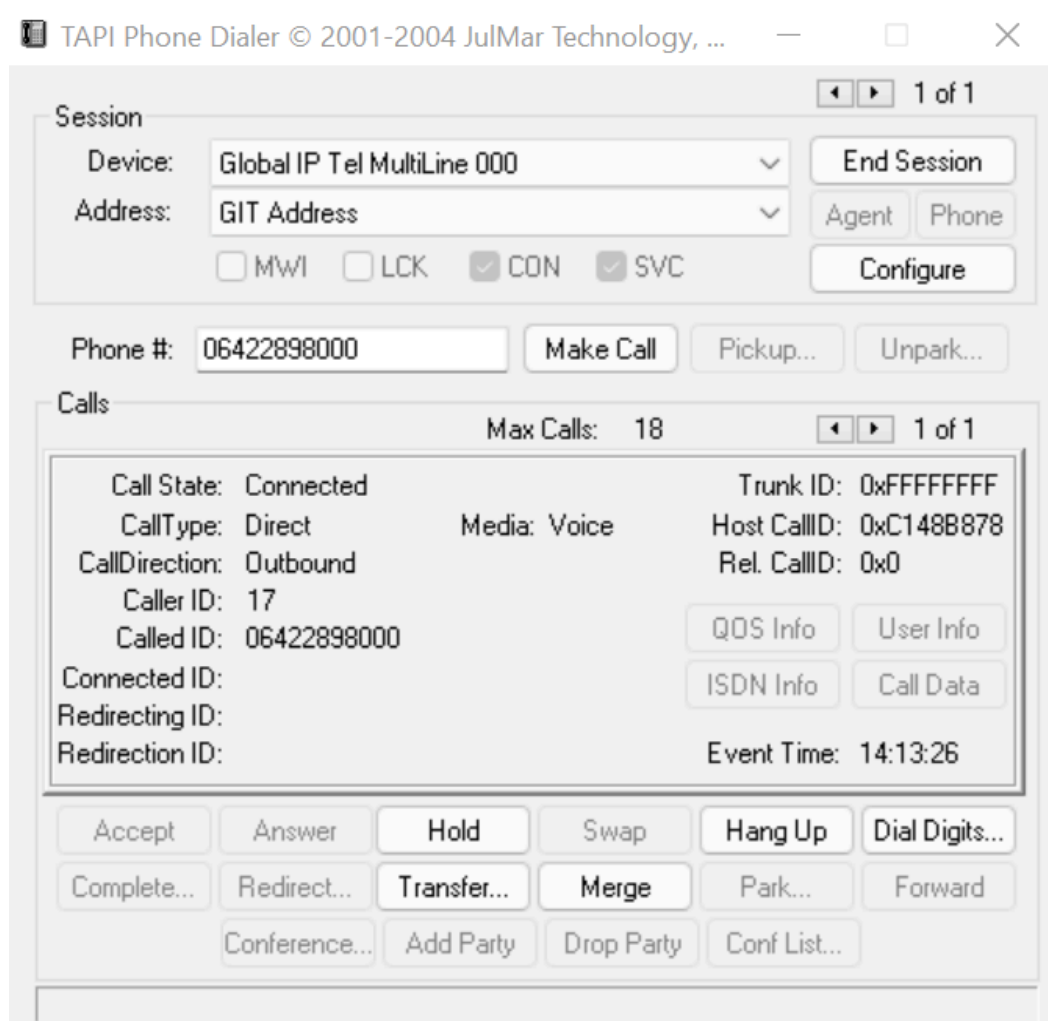 TAPI Phone Dialer © 2001-2004 JulMar Technology, ...
1 of 1
Session
Device: Global IP Tel MultiLine 000 End Session
Address: GIT Address Agent Phone
MWI LCK CON SVC Configure
Phone #: 06422898000 Make Call Pickup... Unpark...
Calls
Max Calls: 18 1 of 1
Call State: Connected Trunk ID: 0xFFFFFFFF
CallType: Direct Media: Voice Host CallID: 0xC148B878
CallDirection: Outbound Rel. CallID: 0x0
Caller ID: 17
Called ID: 06422898000 QOS Info User Info
Connected ID: ISDN Info Call Data
Redirecting ID:
Redirection ID: Event Time: 14:13:26
Accept Answer Hold Swap Hang Up Dial Digits...
Complete... Redirect... Transfer... Merge Park... Forward
Conference... Add Party Drop Party Conf List...